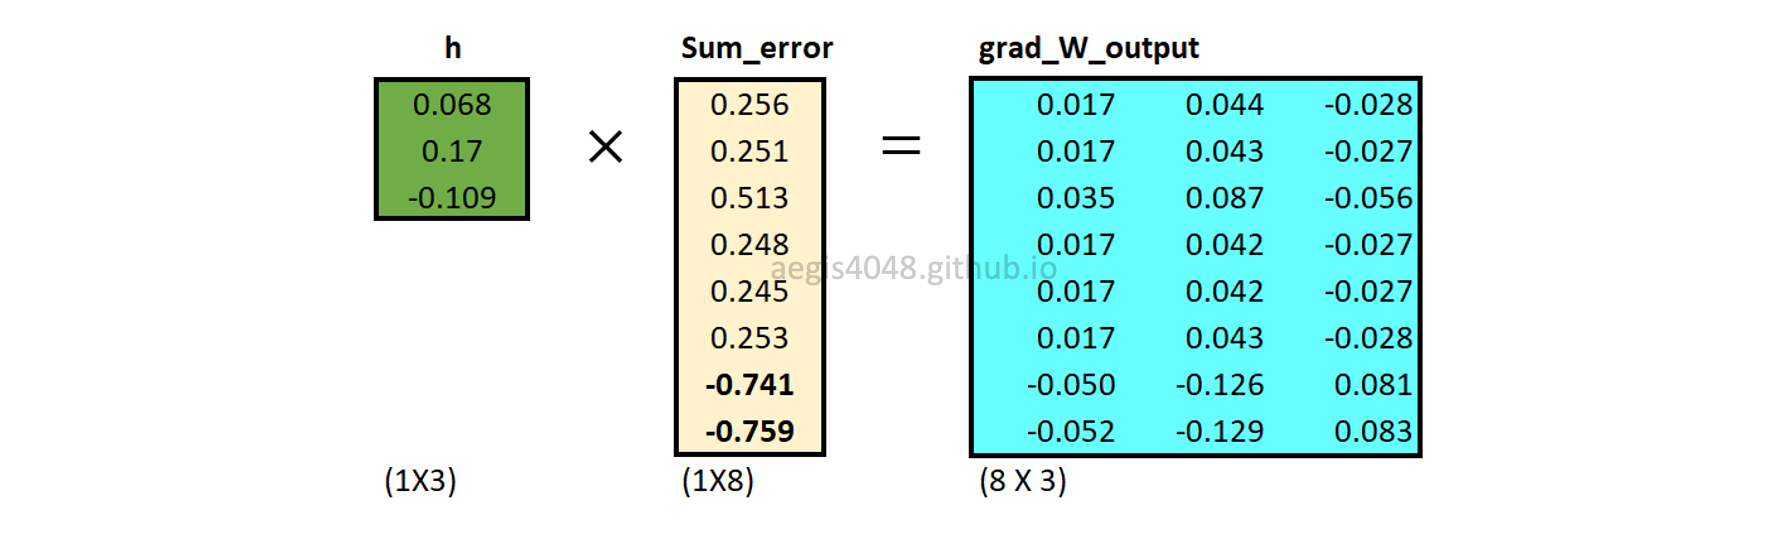 h Sum_error grad_W_output
0.068 0.256 0.017 0.044 -0.028
0.17 × 0.251 = 0.017 0.043 -0.027
-0.109 0.513 0.035 0.087 -0.056
0.248 0.017 0.042 -0.027
aegis4048.github.io
0.245 0.017 0.042 -0.027
0.253 0.017 0.043 -0.028
-0.741 -0.050 -0.126 0.081
-0.759 -0.052 -0.129 0.083
(1X3) (1X8) (8 X 3)